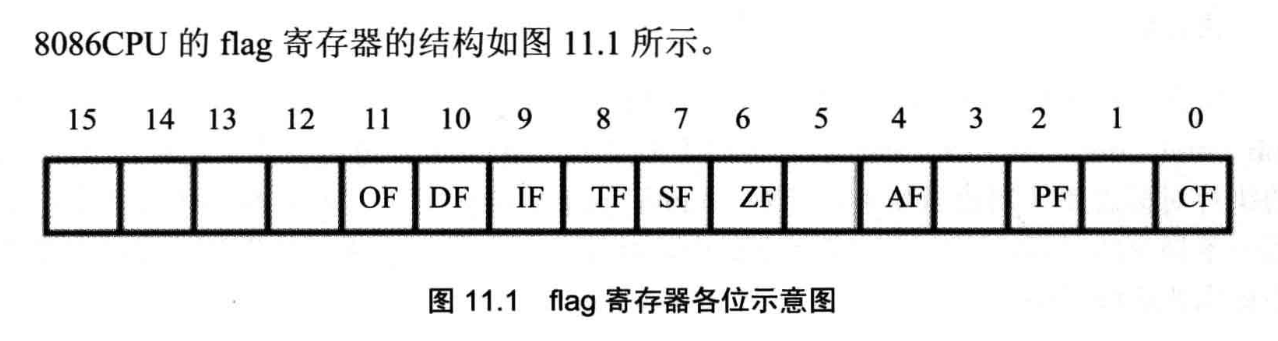 8086CPU 的 flag 寄存器的结构如图 11.1 所示。
15 14 13 12 11 10 9 8 7 6 5 4 3 2 1 0
OF DF IF TF SF ZF AF PF CF
图 11.1 flag 寄存器各位示意图